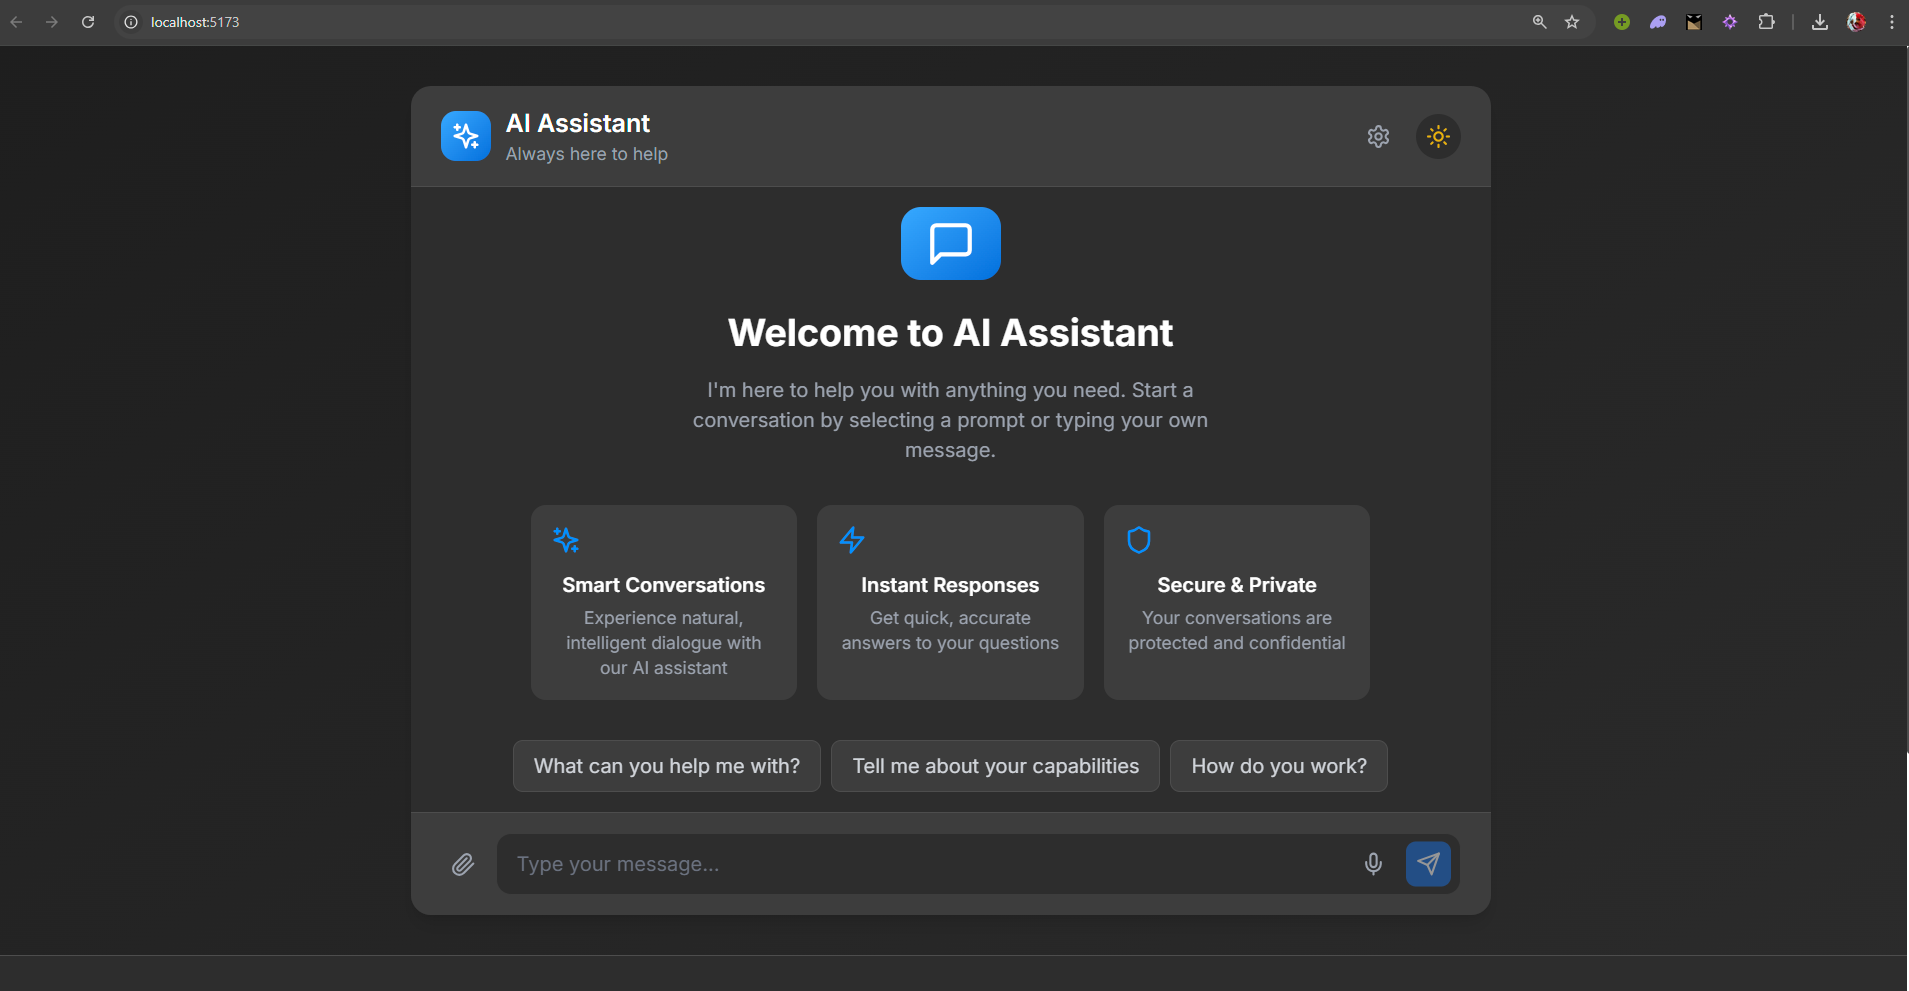 localhost:5173
AI Assistant
Always here to help
Welcome to AI Assistant
I'm here to help you with anything you need. Start a
conversation by selecting a prompt or typing your own
message.
Smart Conversations
Experience natural,
intelligent dialogue with
our AI assistant
Instant Responses
Get quick, accurate
answers to your questions
Secure & Private
Your conversations are
protected and confidential
What can you help me with?
Tell me about your capabilities
How do you work?
Type your message...